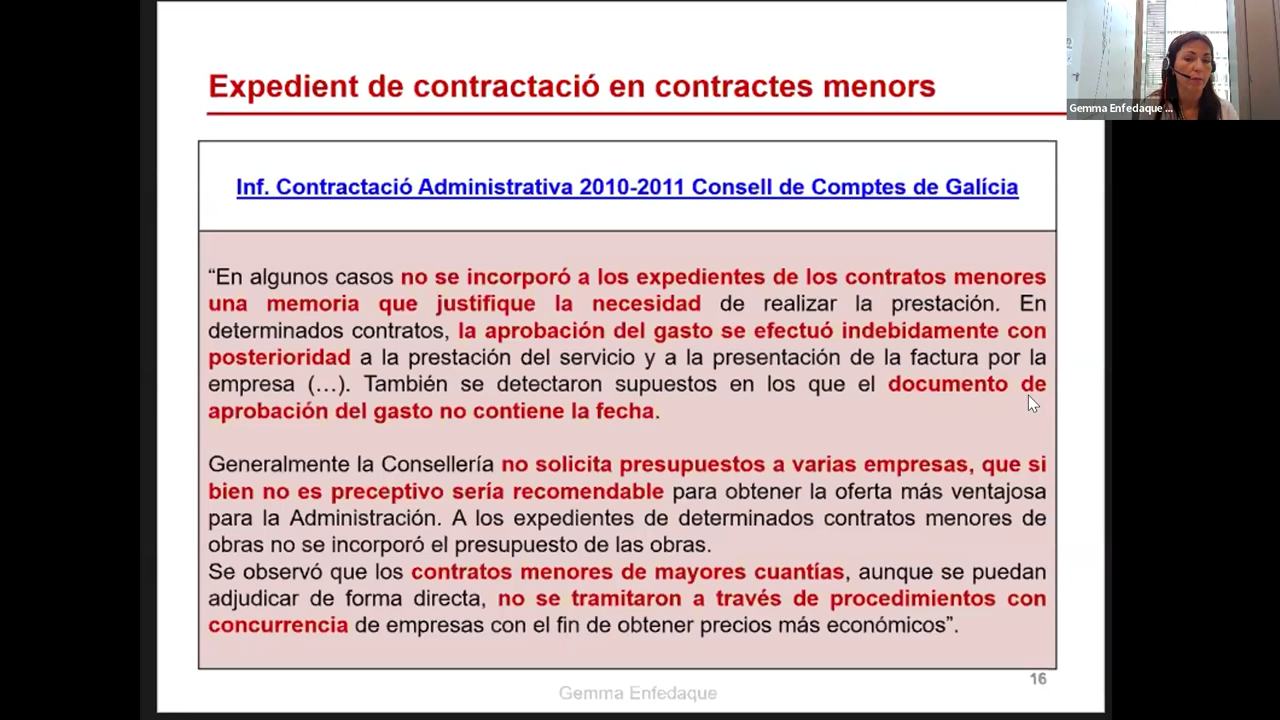 Expedient de contractació en contractes menors
Gemma Enfedaque ...
Inf. Contractació Administrativa 2010-2011 Consell de Comptes de Galícia
“En algunos casos no se incorporó a los expedientes de los contratos menores
una memoria que justifique la necesidad de realizar la prestación. En
determinados contratos, la aprobación del gasto se efectuó indebidamente con
posterioridad a la prestación del servicio y a la presentación de la factura por la
empresa (…). También se detectaron supuestos en los que el documento de
aprobación del gasto no contiene la fecha.
Generalmente la Consellería no solicita presupuestos a varias empresas, que si
bien no es preceptivo sería recomendable para obtener la oferta más ventajosa
para la Administración. A los expedientes de determinados contratos menores de
obras no se incorporó el presupuesto de las obras.
Se observó que los contratos menores de mayores cuantías, aunque se puedan
adjudicar de forma directa, no se tramitaron a través de procedimientos con
concurrencia de empresas con el fin de obtener precios más económicos”.
16
Gemma Enfedaque